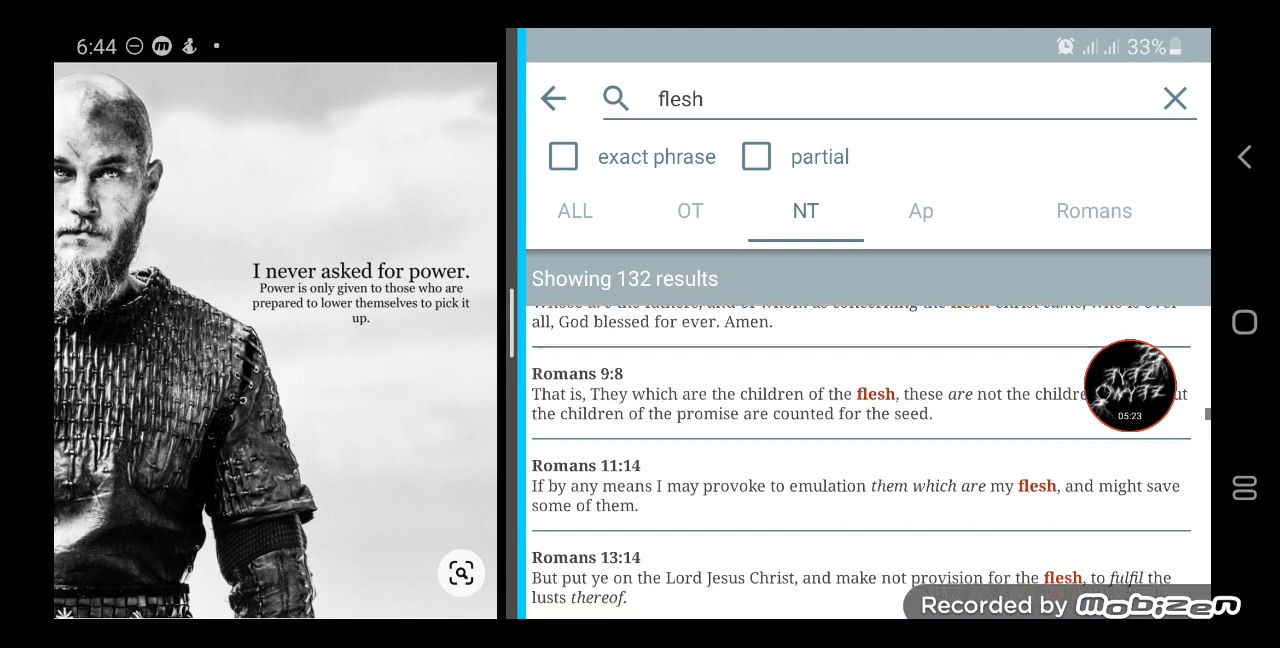 6:44
33%
I never asked for power.
Power is only given to those who are
prepared to lower themselves to pick it
up.
flesh
exact phrase partial
ALL OT NT Ap Romans
Showing 132 results
all, God blessed for ever. Amen.
Romans 9:8
That is, They which are the children of the flesh, these are not the
the children of the promise are counted for the seed.
05:23
Romans 11:14
If by any means I may provoke to emulation them which are my flesh, and might save
some of them.
Romans 13:14
But put ye on the Lord Jesus Christ, and make not provision for the flesh, to fulfil the
lusts thereof.
Recorded by mobizen